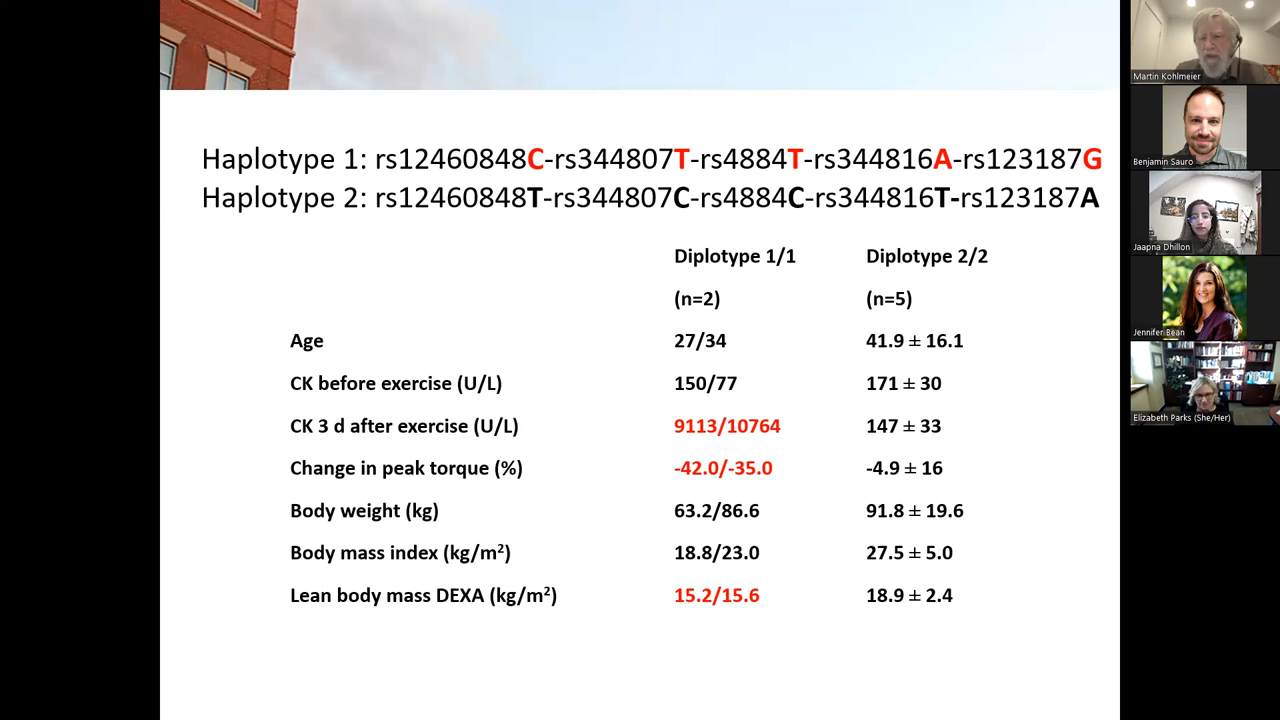 Haplotype 1: rs12460848C-rs344807T-rs4884T-rs344816A-rs123187G
Haplotype 2: rs12460848T-rs344807C-rs4884C-rs344816T-rs123187A
Diplotype 1/1 Diplotype 2/2
(n=2) (n=5)
Age 27/34 41.9 ± 16.1
CK before exercise (U/L) 150/77 171 ± 30
CK 3 d after exercise (U/L) 9113/10764 147 ± 33
Change in peak torque (%) -42.0/-35.0 -4.9 ± 16
Body weight (kg) 63.2/86.6 91.8 ± 19.6
Body mass index (kg/m²) 18.8/23.0 27.5 ± 5.0
Lean body mass DEXA (kg/m²) 15.2/15.6 18.9 ± 2.4
Martin Kohlmeier
Benjamin Sauro
Jaapna Dhillon
Jennifer Bean
Elizabeth Parks (She/Her)